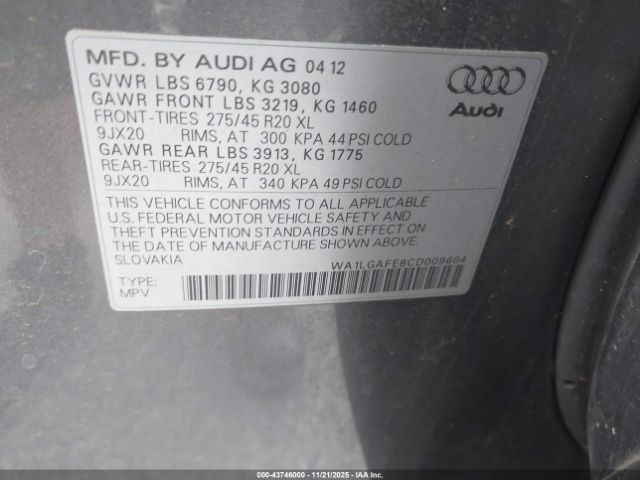 MFD. BY AUDI AG 04 12
GVWR LBS 6790, KG 3080
GAWR FRONT LBS 3219, KG 1460
FRONT-TIRES 275/45 R20 XL
9JX20 RIMS, AT 300 KPA 44 PSI COLD
GAWR REAR LBS 3913, KG 1775
REAR-TIRES 275/45 R20 XL
9JX20 RIMS, AT 340 KPA 49 PSI COLD
Audi
THIS VEHICLE CONFORMS TO ALL APPLICABLE
U.S. FEDERAL MOTOR VEHICLE SAFETY AND
THEFT PREVENTION STANDARDS IN EFFECT ON
THE DATE OF MANUFACTURE SHOWN ABOVE.
SLOVAKIA WA1LGAFE8CD009604
TYPE:
MPV
000-43746000 - 11/21/2025 - IAAI.COM